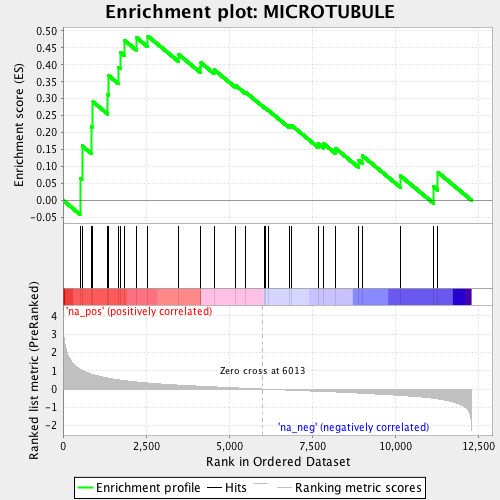 Enrichment plot: MICROTUBULE
Enrichment score (ES)
0.50
0.45
0.40
0.35
0.30
0.25
0.20
0.15
0.10
0.05
0.00
-0.05
'na_pos' (positively correlated)
Ranked list metric (PreRanked)
4
3
2
1
0
-1
-2
Zero cross at 6013
'na_neg' (negatively correlated)
0 2,500 5,000 7,500 10,000 12,500
Rank in Ordered Dataset
Enrichment profile Hits Ranking metric scores